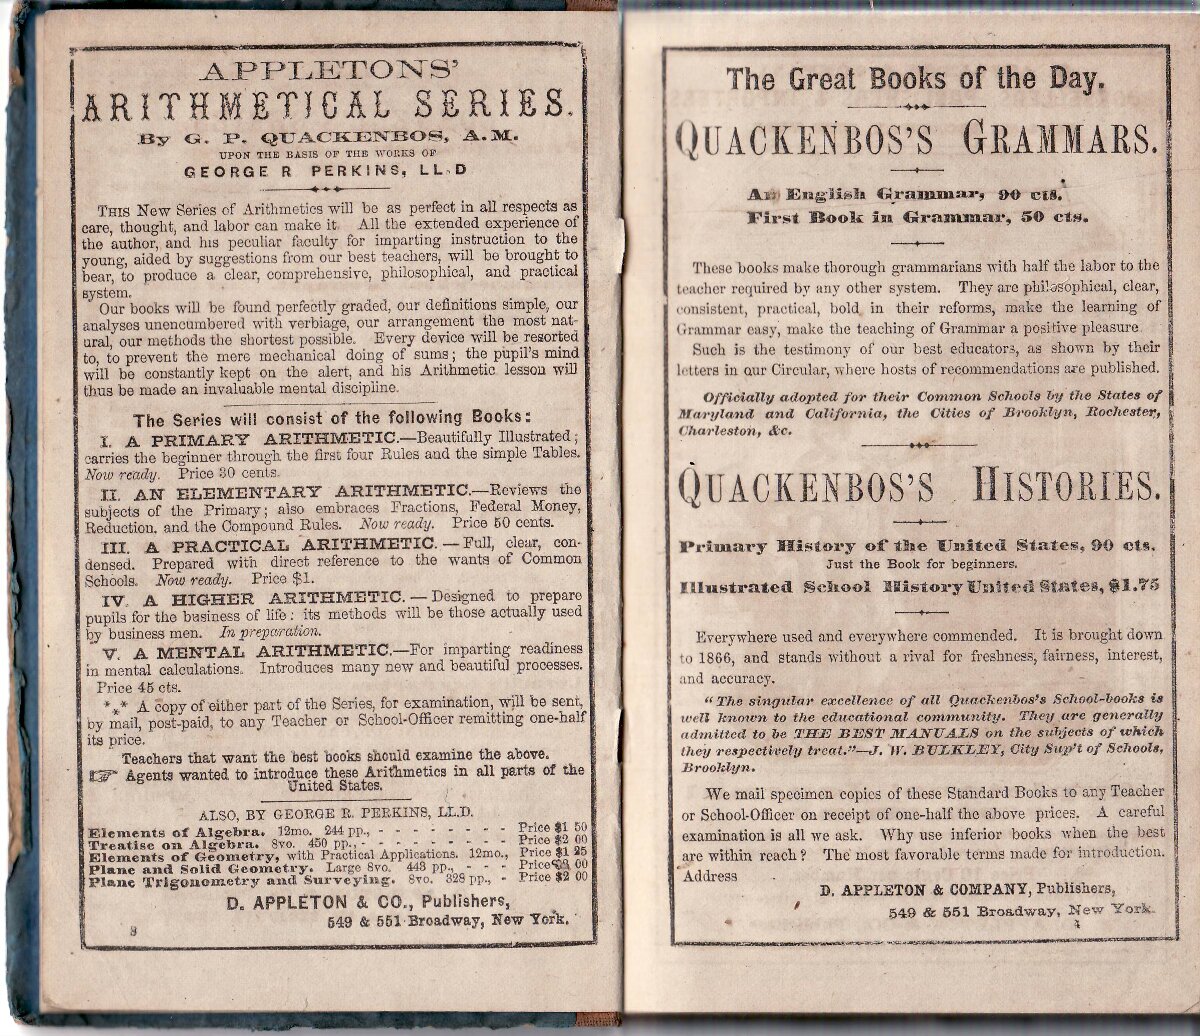 APPLETONS'
ARITHMETICAL SERIES.
By G. P. QUACKENBOS, A.M.
UPON THE BASIS OF THE WORKS OF
GEORGE R PERKINS, LL.D
THIS New Series of Arithmetics will be as perfect in all respects as
care, thought, and labor can make it. All the extended experience of
the author, and his peculiar faculty for imparting instruction to the
young, aided by suggestions from our best teachers, will be brought to
bear, to produce a clear, comprehensive, philosophical, and practical
system.
Our books will be found perfectly graded, our definitions simple, our
analyses unencumbered with verbiage, our arrangement the most nat-
ural, our methods the shortest possible. Every device will be resorted
to, to prevent the mere mechanical doing of sums; the pupil's mind
will be constantly kept on the alert, and his Arithmetic lesson will
thus be made an invaluable mental discipline.
The Series will consist of the following Books:
I. A PRIMARY ARITHMETIC.—Beautifully Illustrated;
carries the beginner through the first four Rules and the simple Tables.
Now ready. Price 30 cents.
II. AN ELEMENTARY ARITHMETIC.—Reviews the
subjects of the Primary; also embraces Fractions, Federal Money,
Reduction, and the Compound Rules. Now ready. Price 50 cents.
III. A PRACTICAL ARITHMETIC.—Full, clear, con-
densed. Prepared with direct reference to the wants of Common
Schools. Now ready. Price $1.
IV. A HIGHER ARITHMETIC.—Designed to prepare
pupils for the business of life: its methods will be those actually used
by business men. In preparation.
V. A MENTAL ARITHMETIC.—For imparting readiness
in mental calculations. Introduces many new and beautiful processes.
Price 45 cts.
*⁎* A copy of either part of the Series, for examination, will be sent,
by mail, post-paid, to any Teacher or School-Officer remitting one-half
its price.
Teachers that want the best books should examine the above.
☞ Agents wanted to introduce these Arithmetics in all parts of the
United States.
ALSO, BY GEORGE R. PERKINS, LL.D.
Elements of Algebra. 12mo. 244 pp., - - - - - - - - Price $1 50
Treatise on Algebra. 8vo. 450 pp., - - - - - - - - - Price $2 00
Elements of Geometry, with Practical Applications. 12mo., Price $1 25
Plane and Solid Geometry. Large 8vo. 443 pp., Price 00
Plane Trigonometry and Surveying. 8vo. 328 pp., - Price $2 00
D. APPLETON & CO., Publishers,
549 & 551 Broadway, New York.
The Great Books of the Day.
QUACKENBOS'S GRAMMARS.
An English Grammar, 90 cts.
First Book in Grammar, 50 cts.
These books make thorough grammarians with half the labor to the
teacher required by any other system. They are philosophical, clear,
consistent, practical, bold in their reforms, make the learning of
Grammar easy, make the teaching of Grammar a positive pleasure
Such is the testimony of our best educators, as shown by their
letters in our Circular, where hosts of recommendations are published.
Officially adopted for their Common Schools by the States of
Maryland and California, the Cities of Brooklyn, Rochester,
Charleston, &c.
QUACKENBOS'S HISTORIES.
Primary History of the United States, 90 cts.
Just the Book for beginners.
Illustrated School History United States, $1.75
Everywhere used and everywhere commended. It is brought down
to 1866, and stands without a rival for freshness, fairness, interest,
and accuracy.
"The singular excellence of all Quackenbos's School-books is
well known to the educational community. They are generally
admitted to be THE BEST MANUALS on the subjects of which
they respectively treat."—J. W. BULKLEY, City Sup't of Schools,
Brooklyn.
We mail specimen copies of these Standard Books to any Teacher
or School-Officer on receipt of one-half the above prices. A careful
examination is all we ask. Why use inferior books when the best
are within reach? The most favorable terms made for introduction.
Address
D. APPLETON & COMPANY, Publishers,
549 & 551 Broadway, New York.
4